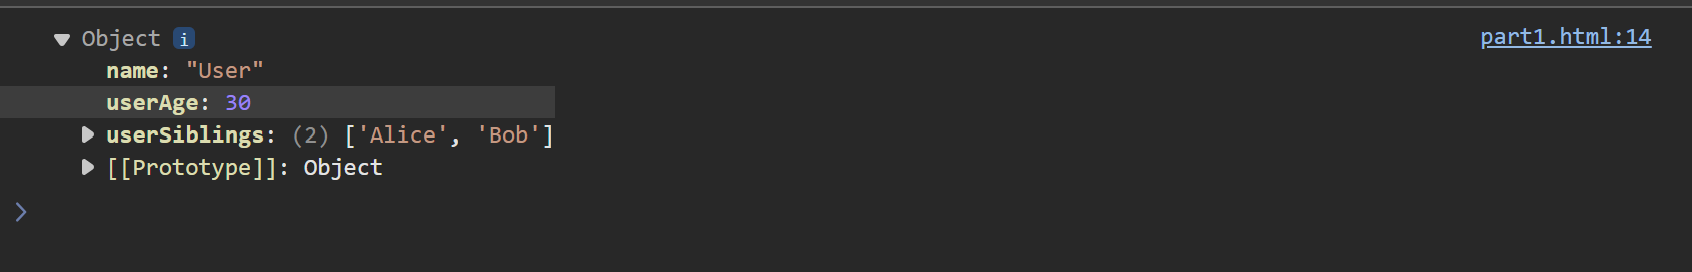 Object i part1.html:14
name: "User"
userAge: 30
userSiblings: (2) ['Alice', 'Bob']
[[Prototype]]: Object